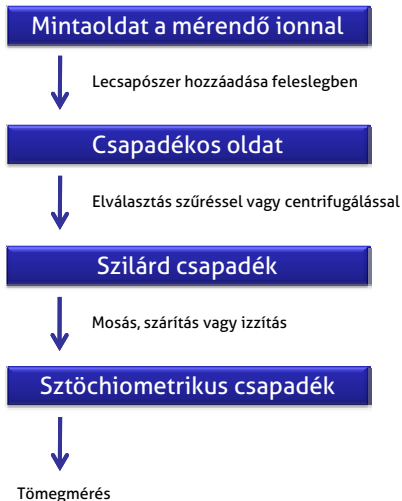 Mintaoldat a mérendő ionnal
Lecsapószer hozzáadása feleslegben
Csapadékos oldat
Elválasztás szűréssel vagy centrifugálással
Szilárd csapadék
Mosás, szárítás vagy izzítás
Sztöchiometrikus csapadék
Tömegmérés